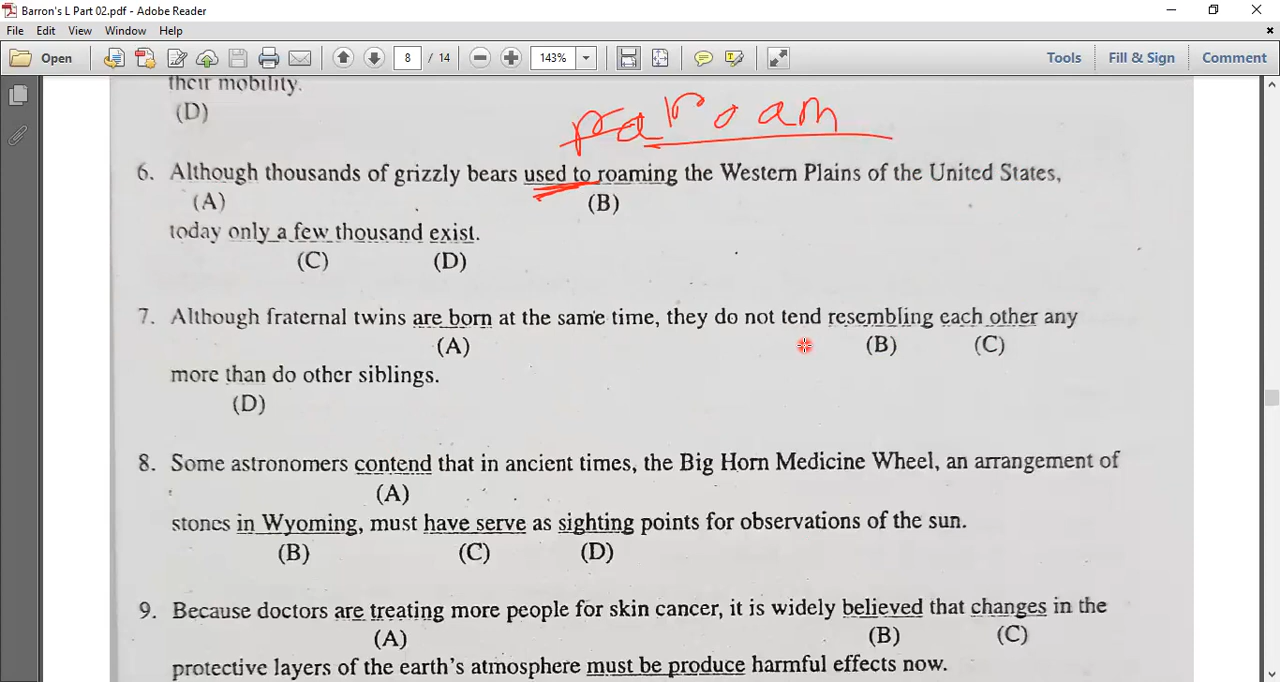 Barron's L Part 02.pdf - Adobe Reader
File Edit View Window Help
Open 8 / 14 143% Tools Fill & Sign Comment
their mobility.
(D)
roam
6. Although thousands of grizzly bears used to roaming the Western Plains of the United States,
(A) (B)
today only a few thousand exist.
(C) (D)
7. Although fraternal twins are born at the same time, they do not tend resembling each other any
(A) (B) (C)
more than do other siblings.
(D)
8. Some astronomers contend that in ancient times, the Big Horn Medicine Wheel, an arrangement of
(A)
stones in Wyoming, must have serve as sighting points for observations of the sun.
(B) (C) (D)
9. Because doctors are treating more people for skin cancer, it is widely believed that changes in the
(A) (B) (C)
protective layers of the earth's atmosphere must be produce harmful effects now.